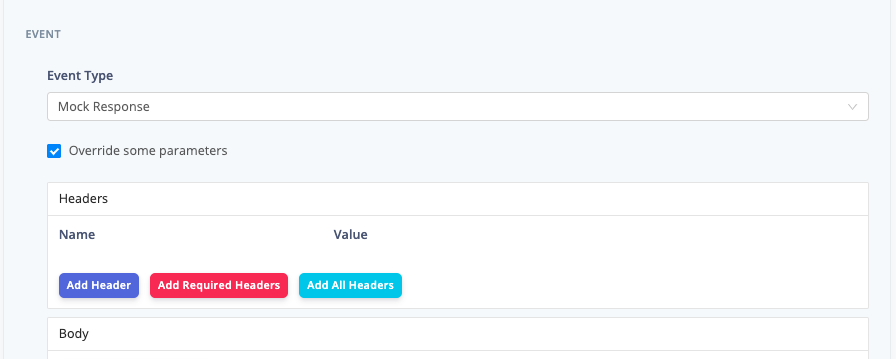 EVENT
Event Type
Mock Response
Override some parameters
Headers
Name Value
Add Header Add Required Headers Add All Headers
Body